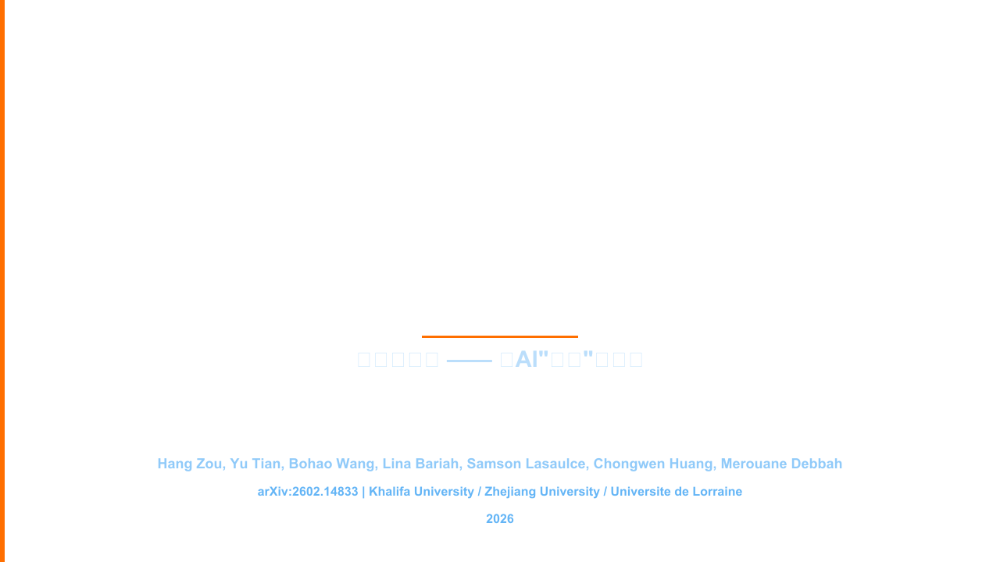 —— AI" "
Hang Zou, Yu Tian, Bohao Wang, Lina Bariah, Samson Lasaulce, Chongwen Huang, Merouane Debbah
arXiv:2602.14833 | Khalifa University / Zhejiang University / Universite de Lorraine
2026